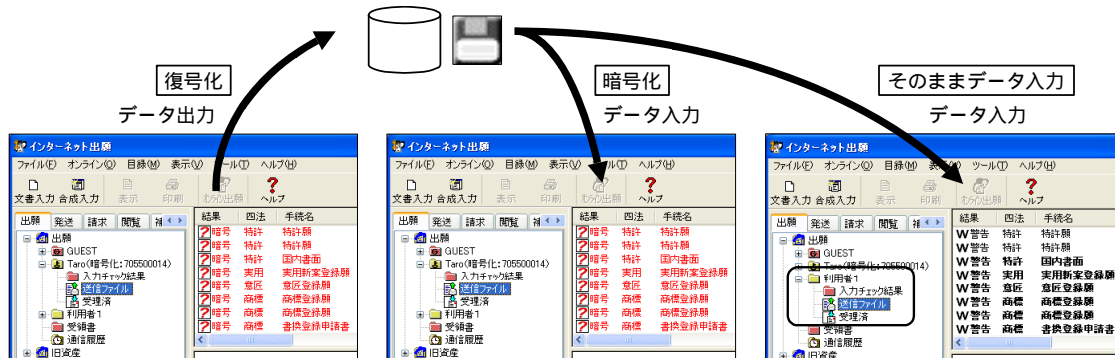 復号化
データ出力
暗号化
データ入力
そのままデータ入力
データ入力
インターネット出願
ファイル(F) オンライン(O) 目録(M) 表示(V) ール(T) ヘルプ(H)
文書入力 合成入力 表示 印刷 オンライン出願 ヘルプ
出願 発送 請求 閲覧 補
出願
GUEST
Taro(暗号化:705500014)
入力チェック結果
送信ファイル
受理済
利用者1
受領書
通信履歴
旧資産
結果 四法 手続名
暗号 特許 特許願
暗号 特許 特許願
暗号 特許 国内書面
暗号 実用 実用新案登録願
暗号 意匠 意匠登録願
暗号 商標 商標登録願
暗号 商標 商標登録願
暗号 商標 書換登録申請書
インターネット出願
ファイル(F) オンライン(O) 目録(M) 表示(V) ル(T) ヘルプ(H)
文書入力 合成入力 表示 印刷 オンライン出願 ヘルプ
出願 発送 請求 閲覧 補
出願
GUEST
Taro(暗号化:705500014)
入力チェック結果
送信ファイル
受理済
利用者1
受領書
通信履歴
旧資産
結果 四法 手続名
暗号 特許 特許願
暗号 特許 特許願
暗号 特許 国内書面
暗号 実用 実用新案登録願
暗号 意匠 意匠登録願
暗号 商標 商標登録願
暗号 商標 商標登録願
暗号 商標 書換登録申請書
インターネット出願
ファイル(F) オンライン(O) 目録(M) 表示(V) ツール(T) ヘルプ(H)
文書入力 合成入力 表示 印刷 オンライン出願 ヘルプ
出願 発送 請求 閲覧 補
出願
GUEST
Taro(暗号化:705500014)
利用者1
入力チェック結果
送信ファイル
受理済
受領書
通信履歴
旧資産
結果 四法 手続名
W警告 特許 特許願
W警告 特許 特許願
W警告 特許 国内書面
W警告 実用 実用新案登録願
W警告 意匠 意匠登録願
W警告 商標 商標登録願
W警告 商標 商標登録願
W警告 商標 書換登録申請書